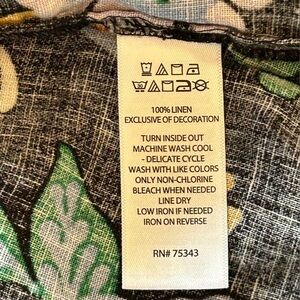 100% LINEN
EXCLUSIVE OF DECORATION
TURN INSIDE OUT
MACHINE WASH COOL
- DELICATE CYCLE
WASH WITH LIKE COLORS
ONLY NON-CHLORINE
BLEACH WHEN NEEDED
LINE DRY
LOW IRON IF NEEDED
IRON ON REVERSE
RN# 75343